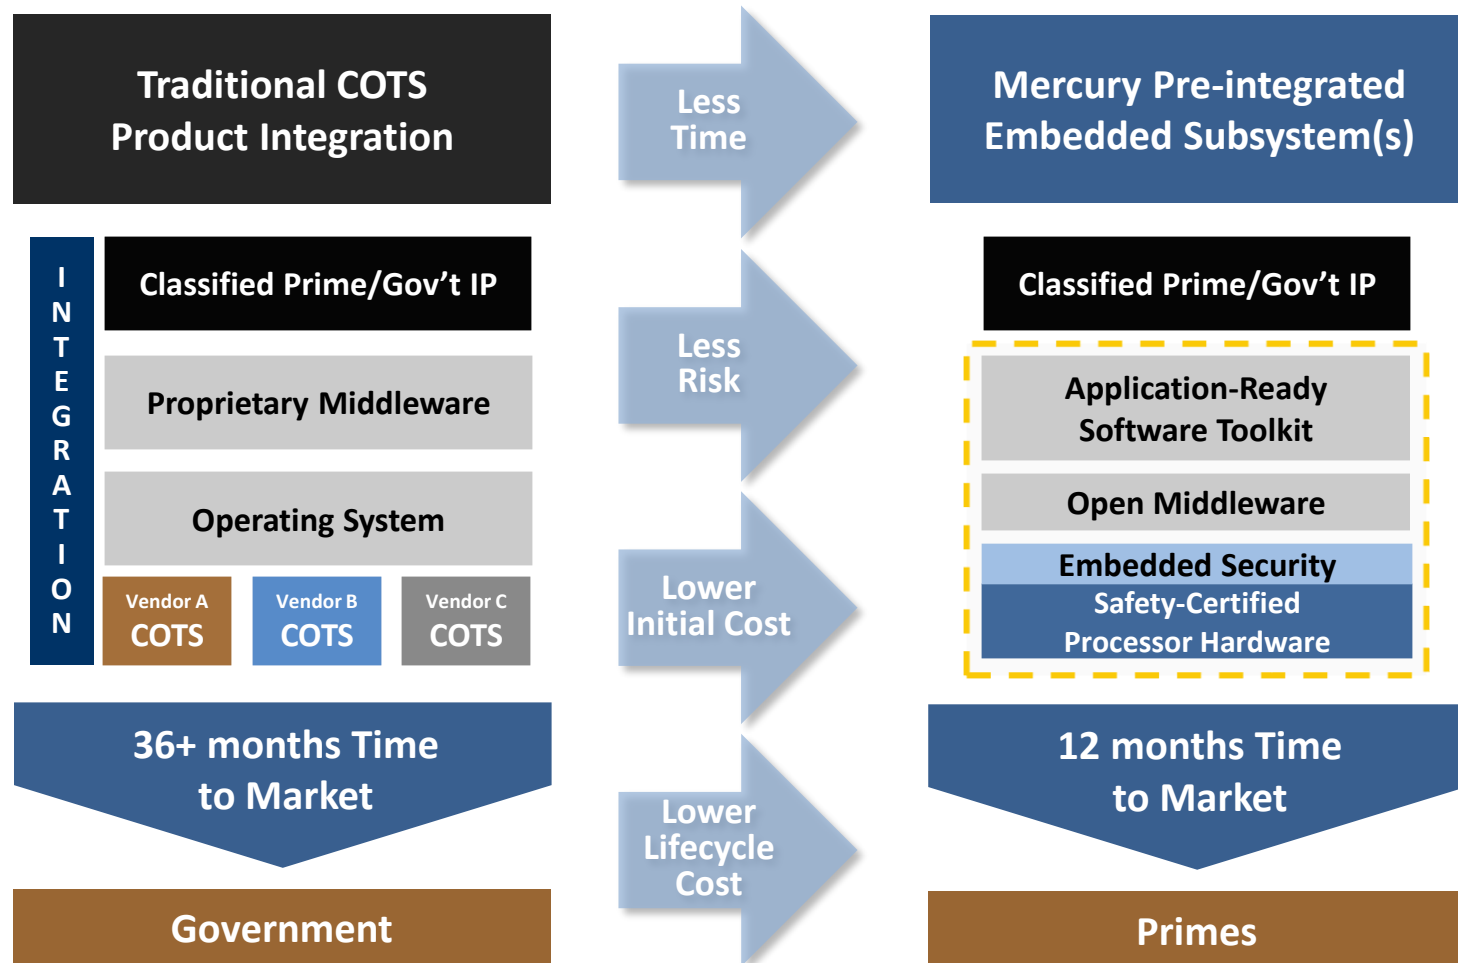 Traditional COTS
Product Integration
INTEGRATION
Classified Prime/Gov’t IP
Proprietary Middleware
Operating System
Vendor A
COTS
Vendor B
COTS
Vendor C
COTS
36+ months Time
to Market
Government
Less
Time
Less
Risk
Lower
Initial Cost
Lower
Lifecycle
Cost
Mercury Pre-integrated
Embedded Subsystem(s)
Classified Prime/Gov’t IP
Application-Ready
Software Toolkit
Open Middleware
Embedded Security
Safety-Certified
Processor Hardware
12 months Time
to Market
Primes